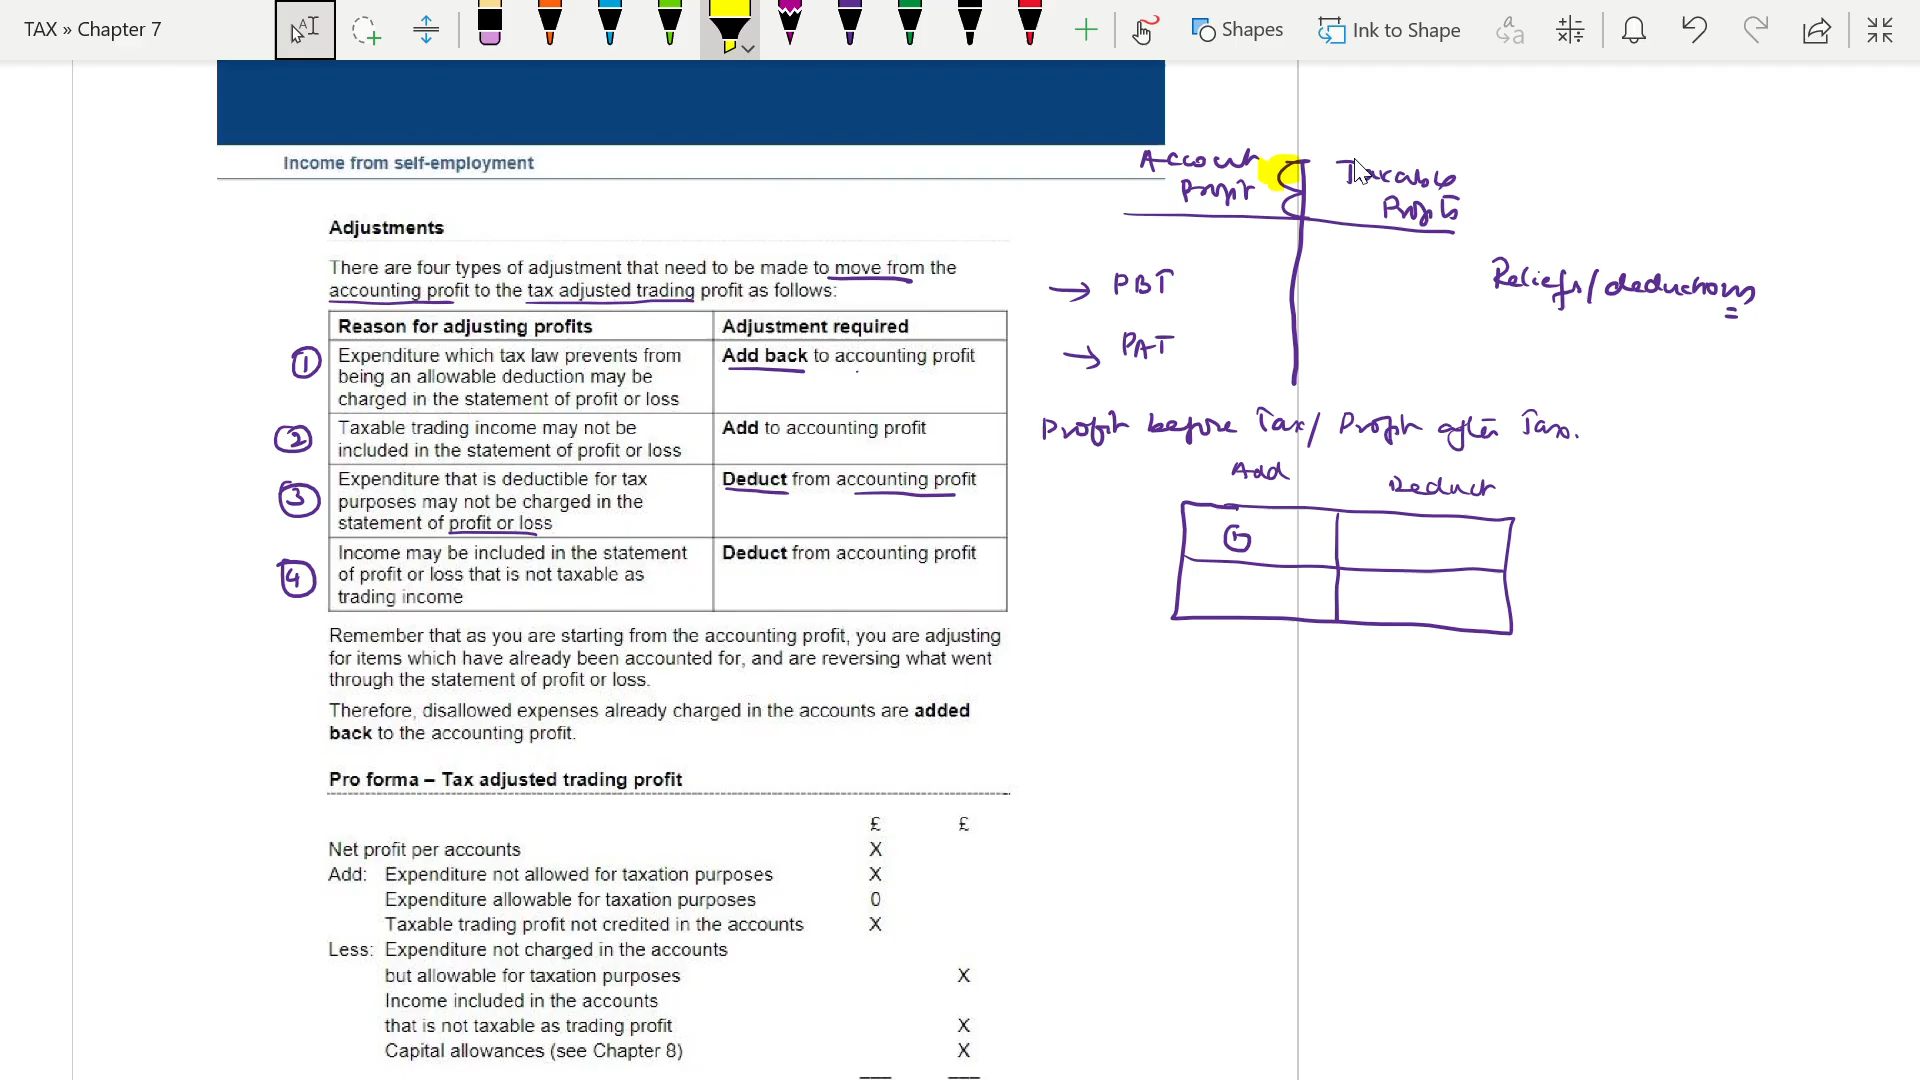 TAX » Chapter 7
Shapes
Ink to Shape
Income from self-employment
Adjustments
There are four types of adjustment that need to be made to move from the
accounting profit to the tax adjusted trading profit as follows:
Reason for adjusting profits Adjustment required
① Expenditure which tax law prevents from Add back to accounting profit
being an allowable deduction may be
charged in the statement of profit or loss
② Taxable trading income may not be Add to accounting profit
included in the statement of profit or loss
③ Expenditure that is deductible for tax Deduct from accounting profit
purposes may not be charged in the
statement of profit or loss
④ Income may be included in the statement Deduct from accounting profit
of profit or loss that is not taxable as
trading income
Remember that as you are starting from the accounting profit, you are adjusting
for items which have already been accounted for, and are reversing what went
through the statement of profit or loss.
Therefore, disallowed expenses already charged in the accounts are added
back to the accounting profit.
Pro forma – Tax adjusted trading profit
£ £
Net profit per accounts X
Add: Expenditure not allowed for taxation purposes X
Expenditure allowable for taxation purposes 0
Taxable trading profit not credited in the accounts X
Less: Expenditure not charged in the accounts
but allowable for taxation purposes X
Income included in the accounts
that is not taxable as trading profit X
Capital allowances (see Chapter 8) X
Account
Profit
Taxable
Profits
→ PBT
→ PAT
Reliefs/deductions
Profit before Tax/ Profit after Tax.
Add
Deduct